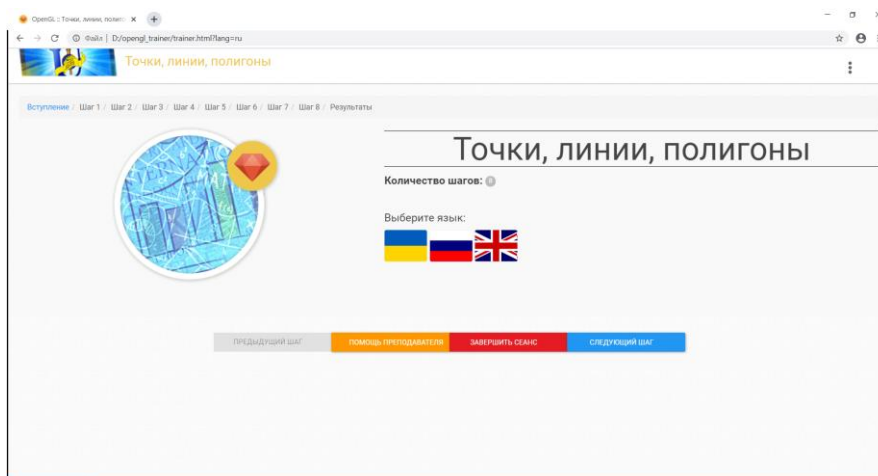 OpenGL :: Точки, линии, полиго
Файл | D:/opengl_trainer/trainer.html?lang=ru
Точки, линии, полигоны
Вступление / Шаг 1 / Шаг 2 / Шаг 3 / Шаг 4 / Шаг 5 / Шаг 6 / Шаг 7 / Шаг 8 / Результаты
Точки, линии, полигоны
Количество шагов:
Выберите язык:
ПРЕДЫДУЩИЙ ШАГ ПОМОЩЬ ПРЕПОДАВАТЕЛЯ ЗАВЕРШИТЬ СЕАНС СЛЕДУЮЩИЙ ШАГ